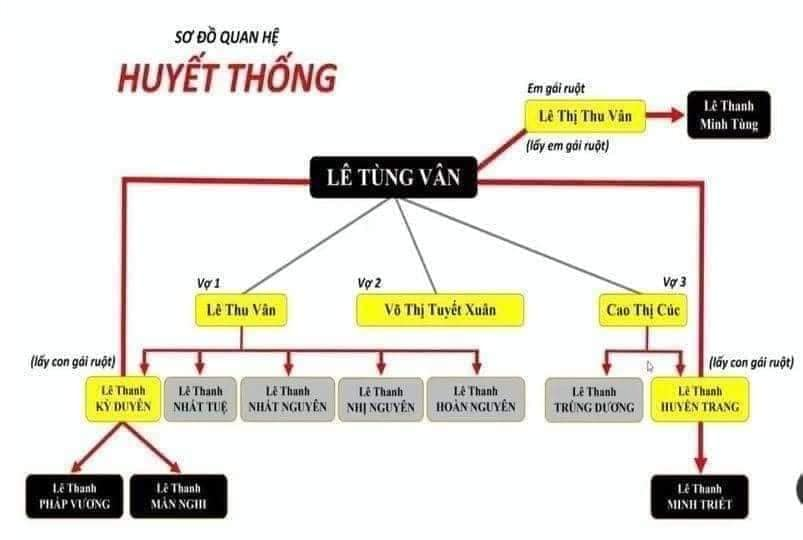 SƠ ĐỒ QUAN HỆ
HUYẾT THỐNG
Em gái ruột
Lê Thị Thu Vân
(lấy em gái ruột)
Lê Thanh
Minh Tùng
LÊ TÙNG VÂN
Vợ 1
Lê Thu Vân
Vợ 2
Võ Thị Tuyết Xuân
Vợ 3
Cao Thị Cúc
(lấy con gái ruột)
(lấy con gái ruột)
Lê Thanh
KỲ DUYÊN
Lê Thanh
NHẤT TUỆ
Lê Thanh
NHẤT NGUYÊN
Lê Thanh
NHỊ NGUYÊN
Lê Thanh
HOÀN NGUYÊN
Lê Thanh
TRÙNG DƯƠNG
Lê Thanh
HUYỀN TRANG
Lê Thanh
PHÁP VƯƠNG
Lê Thanh
MÃN NGHI
Lê Thanh
MINH TRIẾT